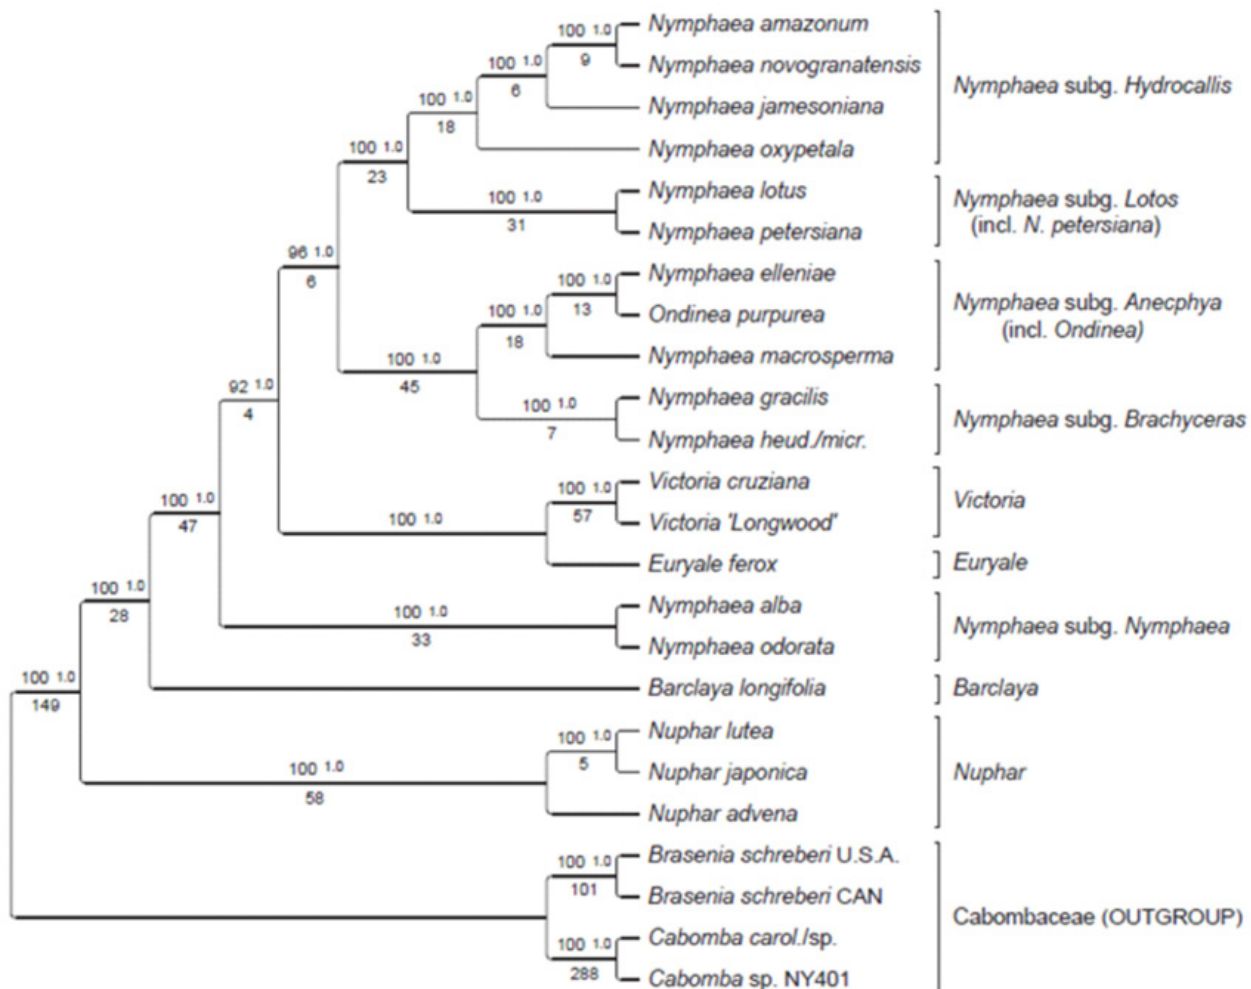 100 1.0 Nymphaea amazonum
9 Nymphaea novogranatensis
100 1.0
6 Nymphaea jamesoniana
100 1.0
18 Nymphaea oxypetala
Nymphaea subg. Hydrocallis
100 1.0
23
Nymphaea lotus
100 1.0
31 Nymphaea petersiana
Nymphaea subg. Lotos
(incl. N. petersiana)
96 1.0
6
Nymphaea elleniae
100 1.0
13 Ondinea purpurea
100 1.0
18 Nymphaea macrosperma
Nymphaea subg. Anecphya
(incl. Ondinea)
100 1.0
45
92 1.0
4
Nymphaea gracilis
100 1.0
7 Nymphaea heud./micr.
Nymphaea subg. Brachyceras
Victoria cruziana
100 1.0
57 Victoria 'Longwood'
Victoria
100 1.0
Euryale ferox
Euryale
100 1.0
47
Nymphaea alba
100 1.0
33 Nymphaea odorata
Nymphaea subg. Nymphaea
100 1.0
28
Barclaya longifolia
Barclaya
100 1.0
149
Nuphar lutea
100 1.0
5 Nuphar japonica
100 1.0
58
Nuphar advena
Nuphar
Brasenia schreberi U.S.A.
100 1.0
101 Brasenia schreberi CAN
Cabomba carol./sp.
100 1.0
288 Cabomba sp. NY401
Cabombaceae (OUTGROUP)